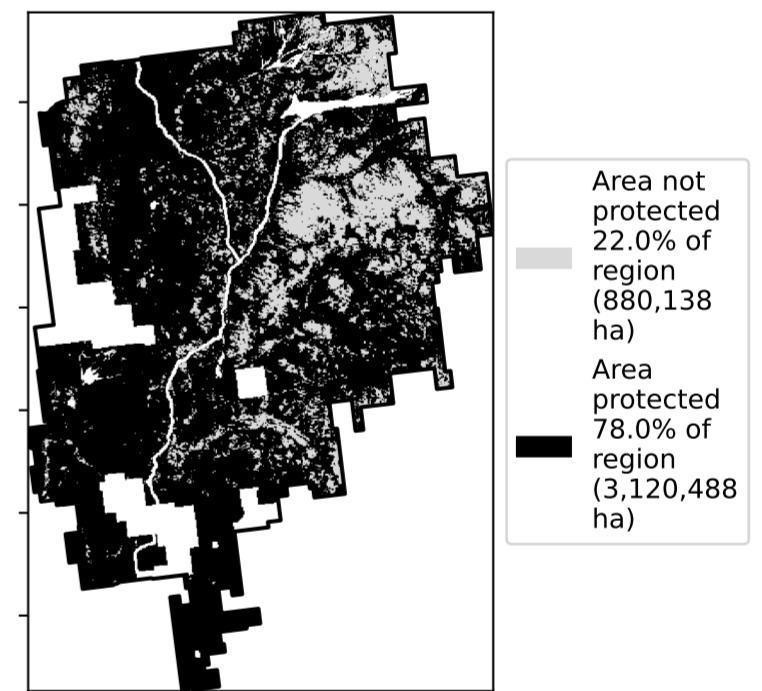 Area not
protected
22.0% of
region
(880,138
ha)
Area
protected
78.0% of
region
(3,120,488
ha)